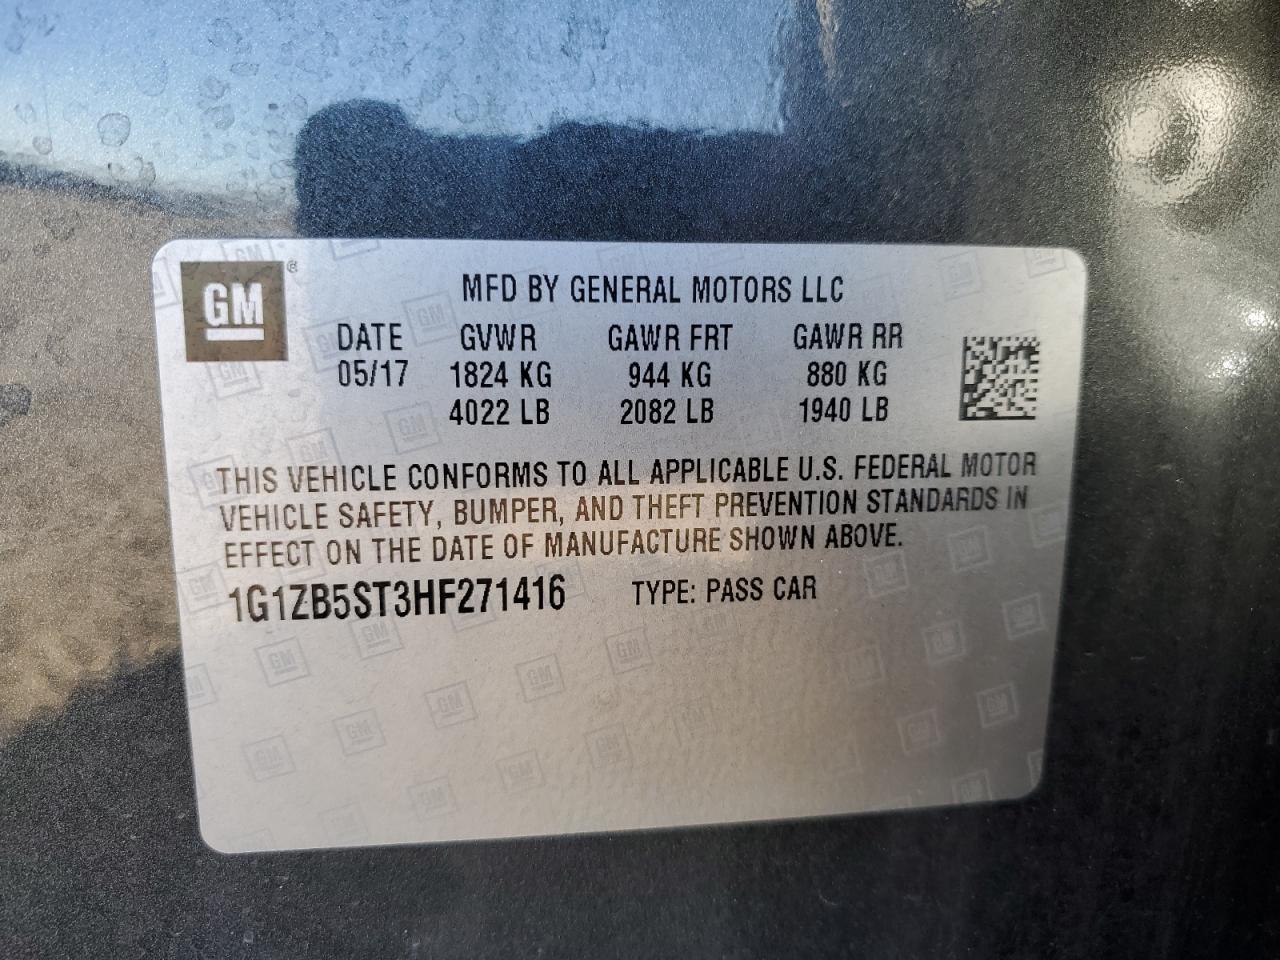 GM ®
MFD BY GENERAL MOTORS LLC
DATE GVWR GAWR FRT GAWR RR
05/17 1824 KG 944 KG 880 KG
4022 LB 2082 LB 1940 LB
THIS VEHICLE CONFORMS TO ALL APPLICABLE U.S. FEDERAL MOTOR
VEHICLE SAFETY, BUMPER, AND THEFT PREVENTION STANDARDS IN
EFFECT ON THE DATE OF MANUFACTURE SHOWN ABOVE.
1G1ZB5ST3HF271416 TYPE: PASS CAR